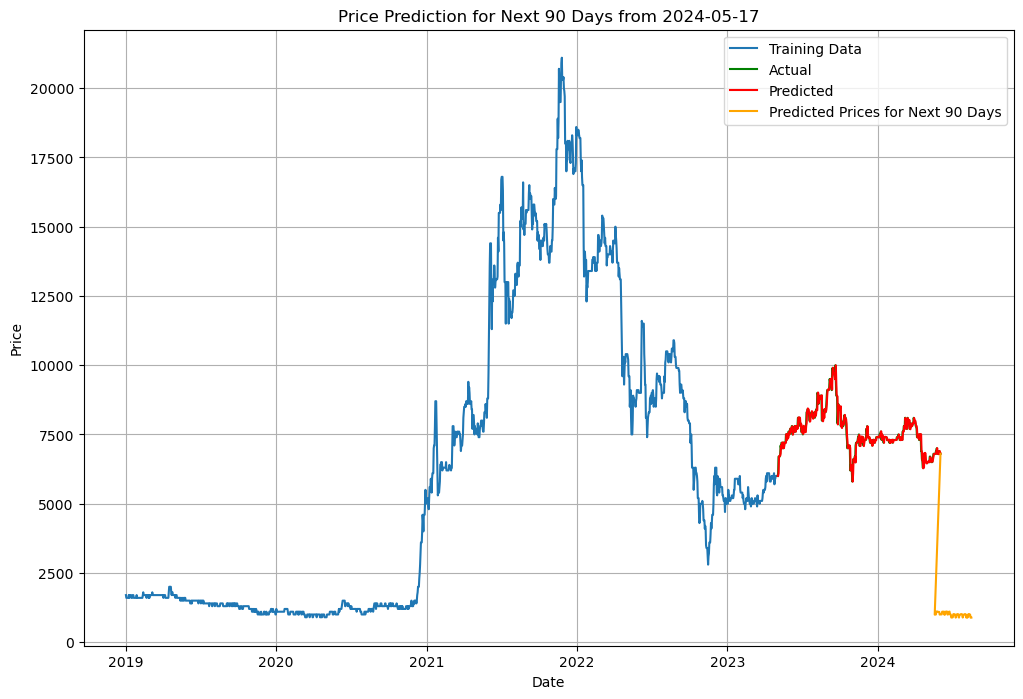 Price Prediction for Next 90 Days from 2024-05-17
Training Data
Actual
Predicted
Predicted Prices for Next 90 Days
20000
17500
15000
12500
10000
7500
5000
2500
0
Price
2019
2020
2021
2022
2023
2024
Date